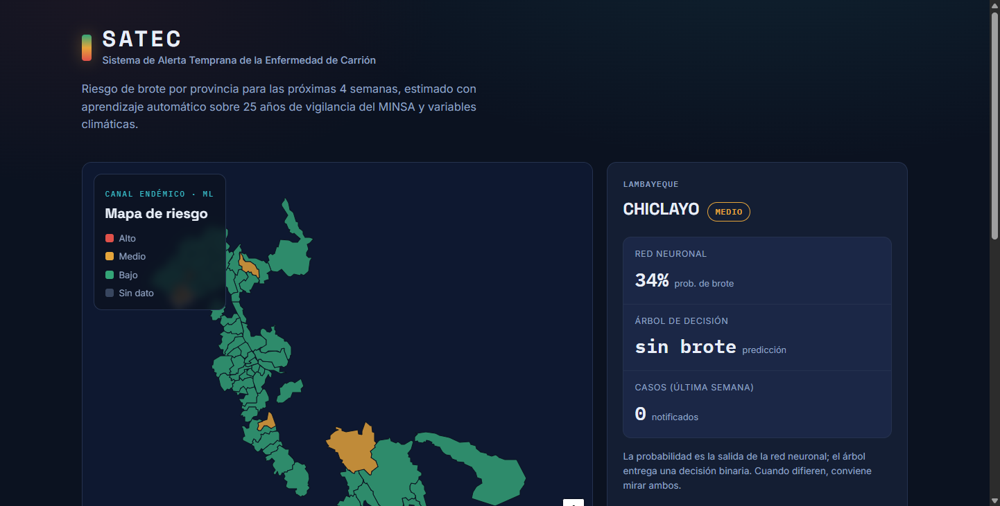 SATEC
Sistema de Alerta Temprana de la Enfermedad de Carrión
Riesgo de brote por provincia para las próximas 4 semanas, estimado con
aprendizaje automático sobre 25 años de vigilancia del MINSA y variables
climáticas.
CANAL ENDÉMICO · ML
Mapa de riesgo
Alto
Medio
Bajo
Sin dato
LAMBAYEQUE
CHICLAYO MEDIO
RED NEURONAL
34% prob. de brote
ÁRBOL DE DECISIÓN
sin brote predicción
CASOS (ÚLTIMA SEMANA)
0 notificados
La probabilidad es la salida de la red neuronal; el árbol
entrega una decisión binaria. Cuando difieren, conviene
mirar ambos.